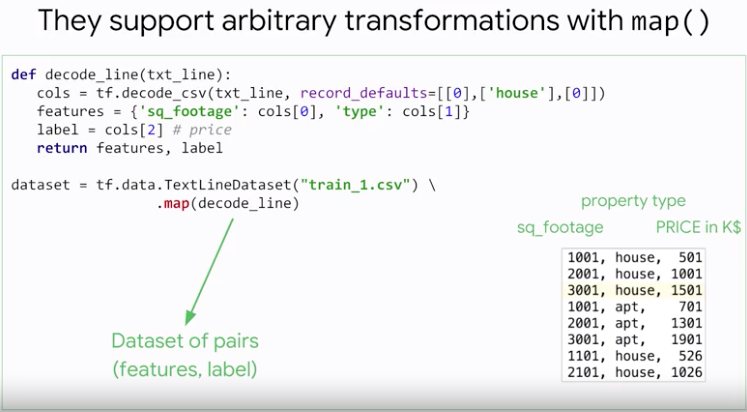 They support arbitrary transformations with map()
def decode_line(txt_line):
cols = tf.decode_csv(txt_line, record_defaults=[[0],['house'],[0]])
features = {'sq_footage': cols[0], 'type': cols[1]}
label = cols[2] # price
return features, label
dataset = tf.data.TextLineDataset("train_1.csv") \
.map(decode_line)
Dataset of pairs
(features, label)
property type
sq_footage PRICE in K$
1001, house, 501
2001, house, 1001
3001, house, 1501
1001, apt, 701
2001, apt, 1301
3001, apt, 1901
1101, house, 526
2101, house, 1026